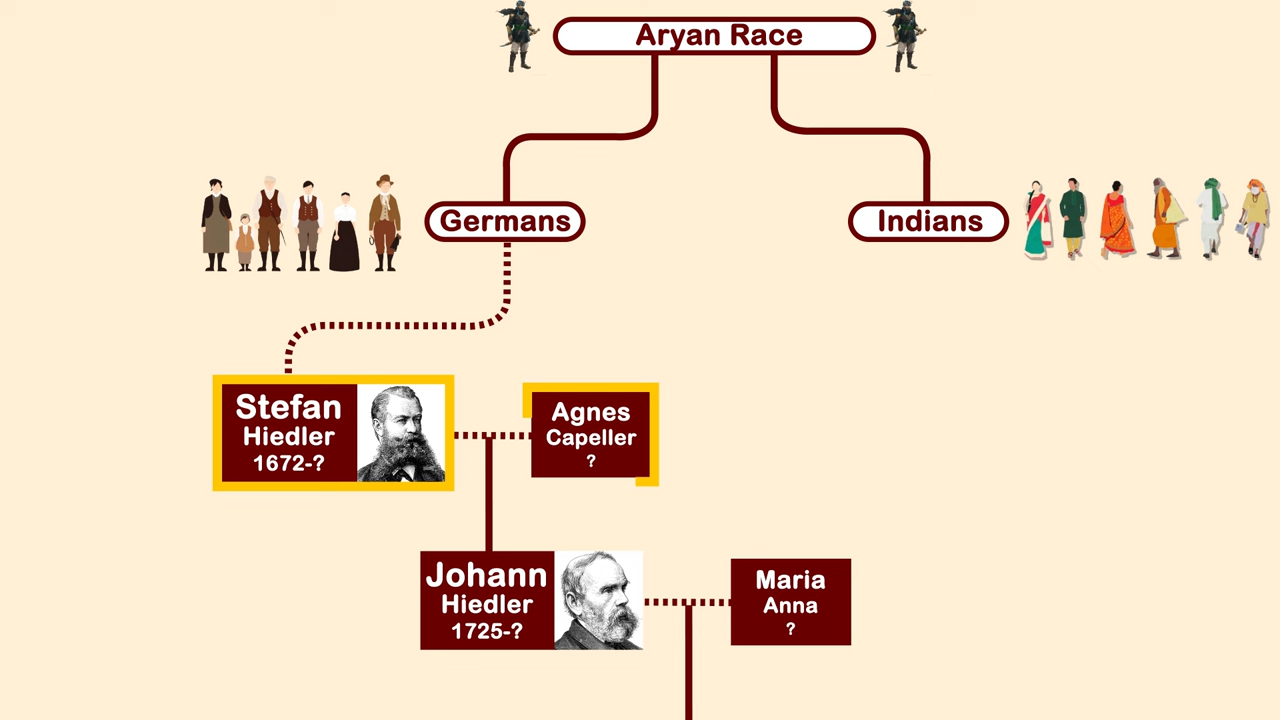 Aryan Race
Germans
Indians
Stefan
Hiedler
1672-?
Agnes
Capeller
?
Johann
Hiedler
1725-?
Maria
Anna
?